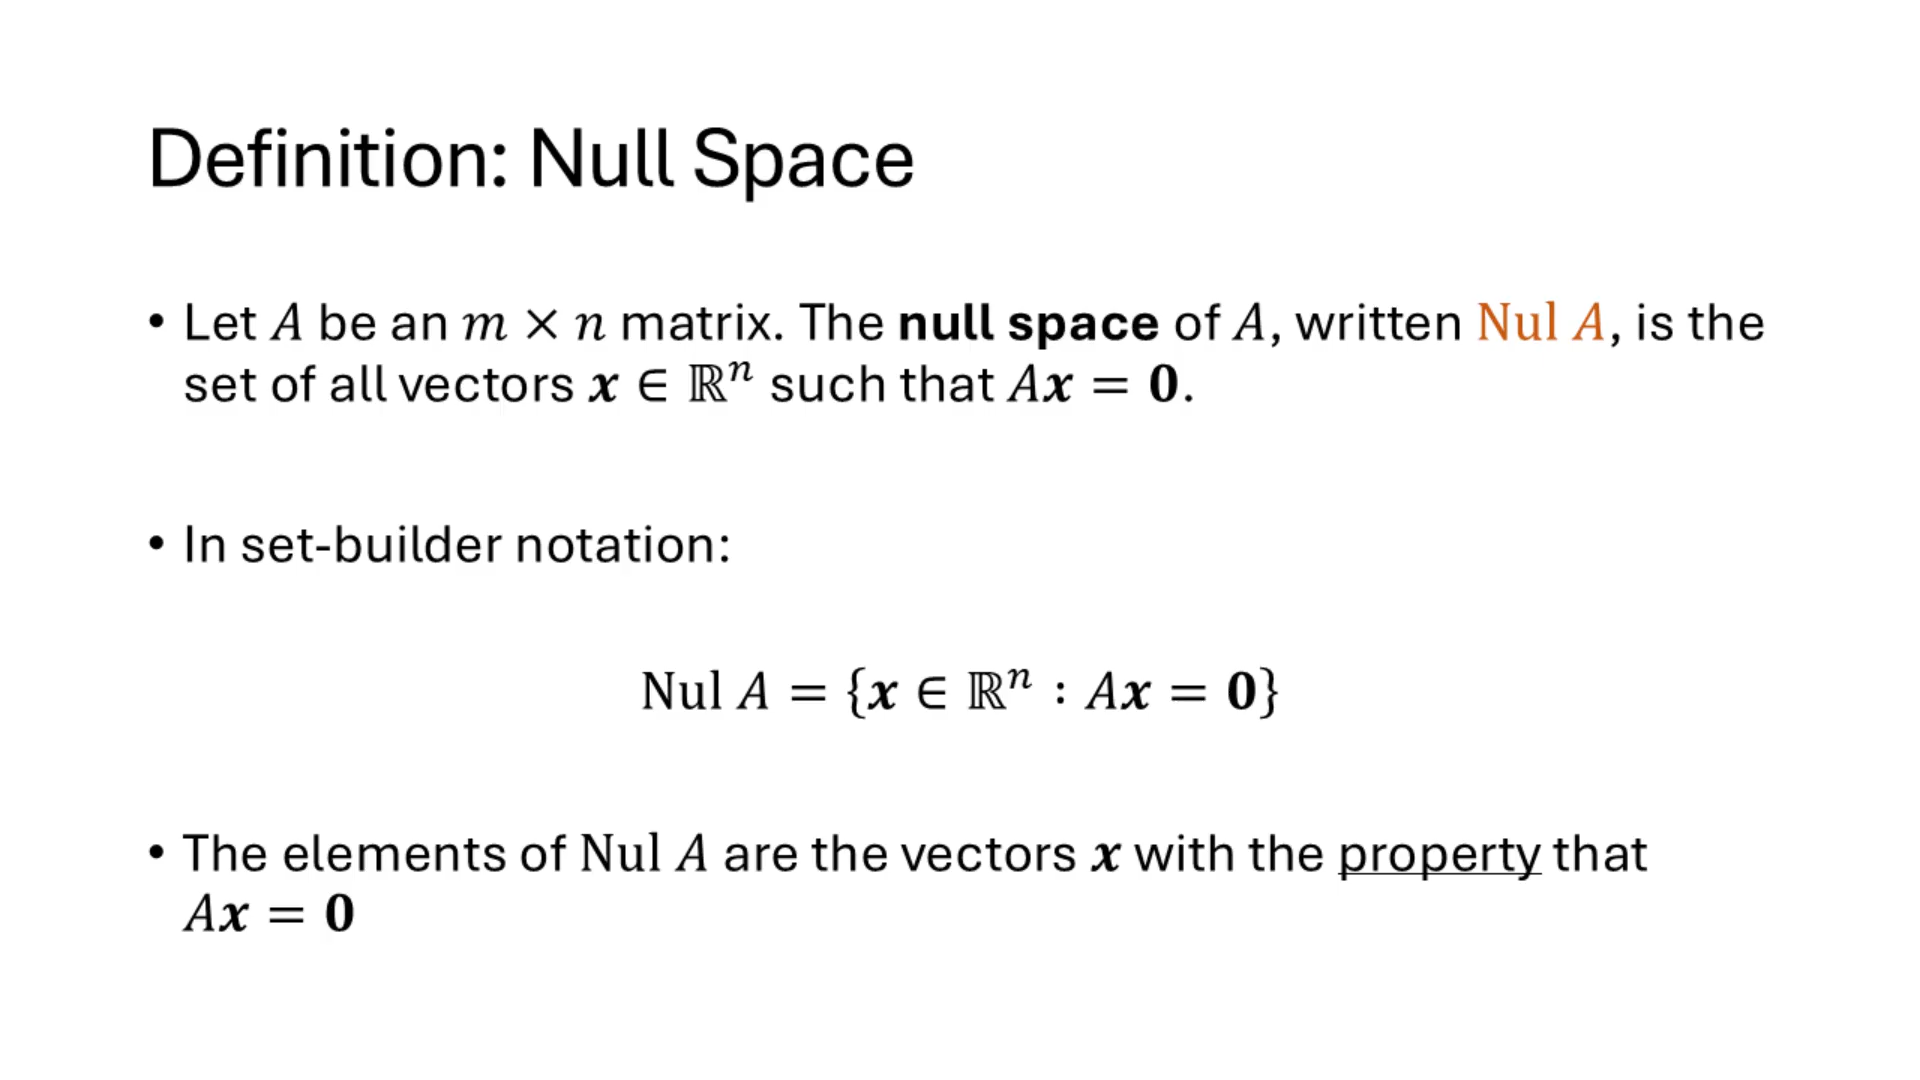 Definition: Null Space
• Let A be an m × n matrix. The null space of A, written Nul A, is the
set of all vectors x ∈ ℝⁿ such that Ax = 0.
• In set-builder notation:
Nul A = {x ∈ ℝⁿ : Ax = 0}
• The elements of Nul A are the vectors x with the property that
Ax = 0